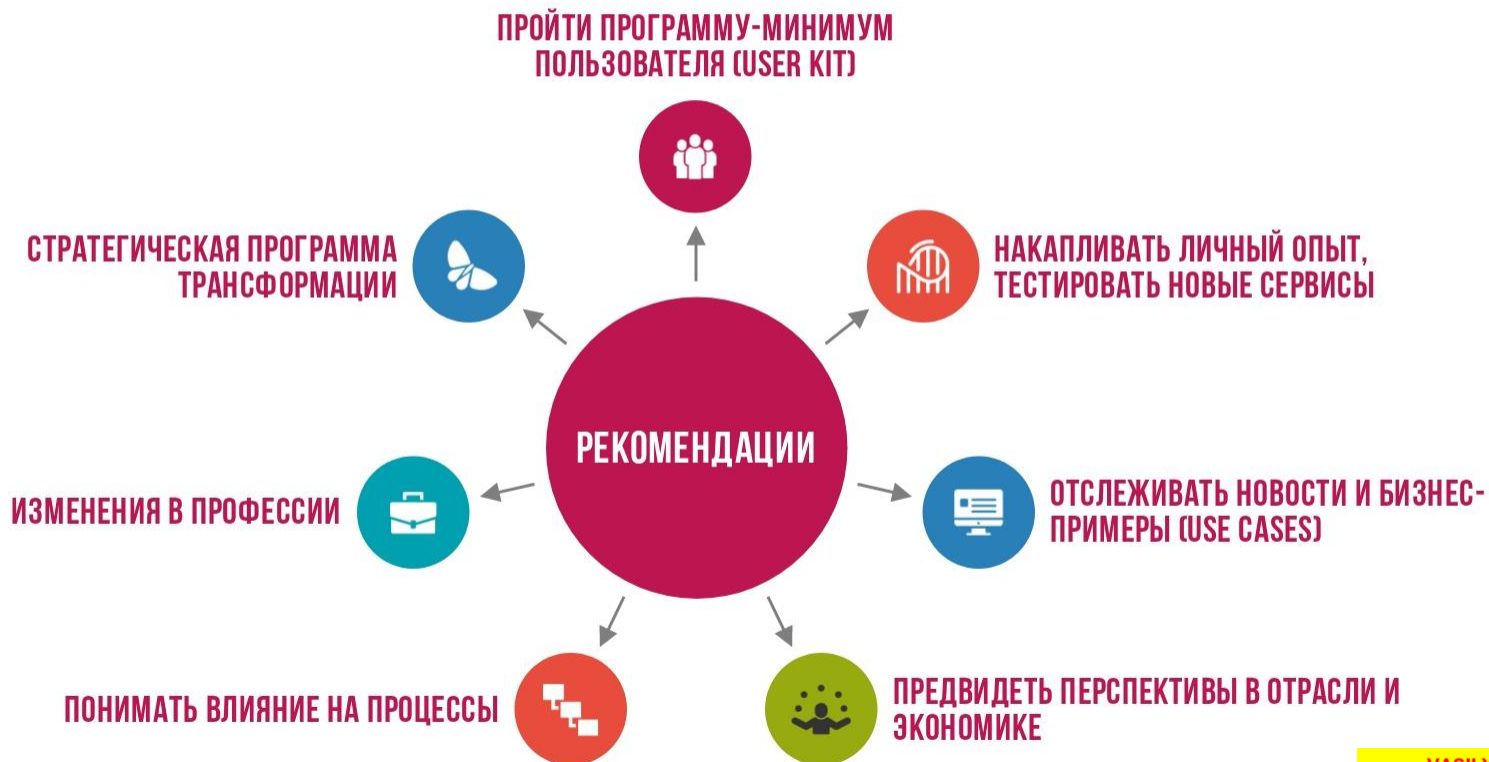 ПРОЙТИ ПРОГРАММУ-МИНИМУМ
ПОЛЬЗОВАТЕЛЯ (USER KIT)
СТРАТЕГИЧЕСКАЯ ПРОГРАММА
ТРАНСФОРМАЦИИ
НАКАПЛИВАТЬ ЛИЧНЫЙ ОПЫТ,
ТЕСТИРОВАТЬ НОВЫЕ СЕРВИСЫ
РЕКОМЕНДАЦИИ
ИЗМЕНЕНИЯ В ПРОФЕССИИ
ОТСЛЕЖИВАТЬ НОВОСТИ И БИЗНЕС-
ПРИМЕРЫ (USE CASES)
ПОНИМАТЬ ВЛИЯНИЕ НА ПРОЦЕССЫ
ПРЕДВИДЕТЬ ПЕРСПЕКТИВЫ В ОТРАСЛИ И
ЭКОНОМИКЕ